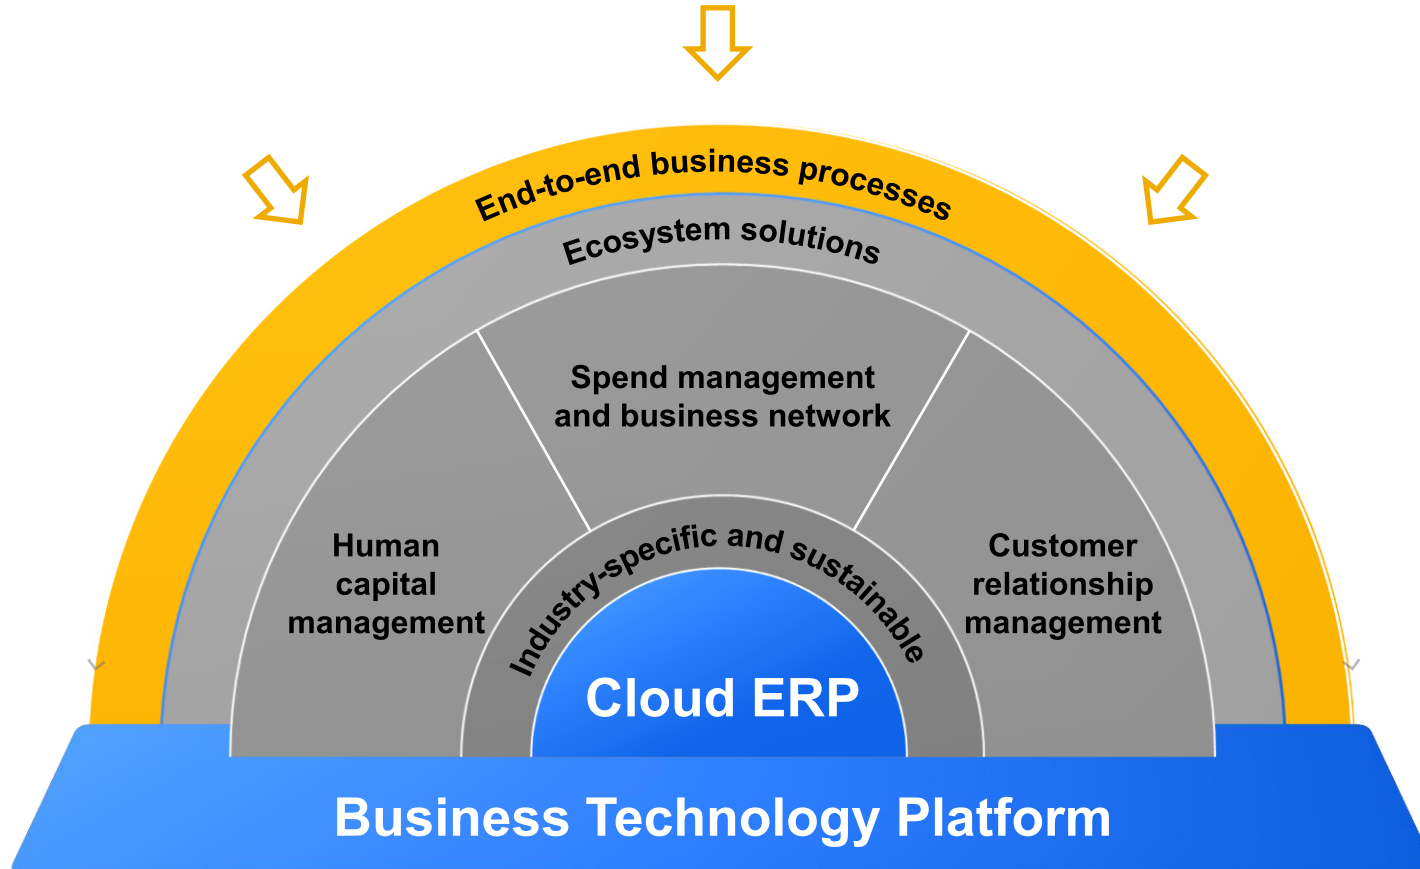 End-to-end business processes
Ecosystem solutions
Spend management
and business network
Human
capital
management
Customer
relationship
management
Industry-specific and sustainable
Cloud ERP
Business Technology Platform